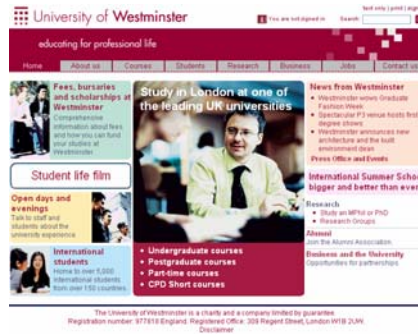 text only | print | sign
University of Westminster
You are not signed in
Search:
educating for professional life
Home
About us
Courses
Students
Research
Business
Jobs
Contact us
Fees, bursaries
and scholarships at
Westminster
Comprehensive
information about fees
and how you can fund
your studies at
Westminster
Student life film
Open days and
evenings
Talk to staff and
students about the
university experience
International
students
Home to over 5,000
international students
from over 150 countries
Study in London at one of
the leading UK universities
Undergraduate courses
Postgraduate courses
Part-time courses
CPD Short courses
News from Westminster
Westminster wows Graduate
Fashion Week
Spectacular P3 venue hosts first
degree shows
Westminster announces new
architecture and the built
environment dean
Press Office and Events
International Summer School
bigger and better than ever
Research
Study an MPhil or PhD
Research Groups
Alumni
Join the Alumni Association
Business and the University
Opportunities for partnerships
The University of Westminster is a charity and a company limited by guarantee
Registration number: 977818 England. Registered Office: 309 Regent Street, London W1B 2UW.
Disclaimer